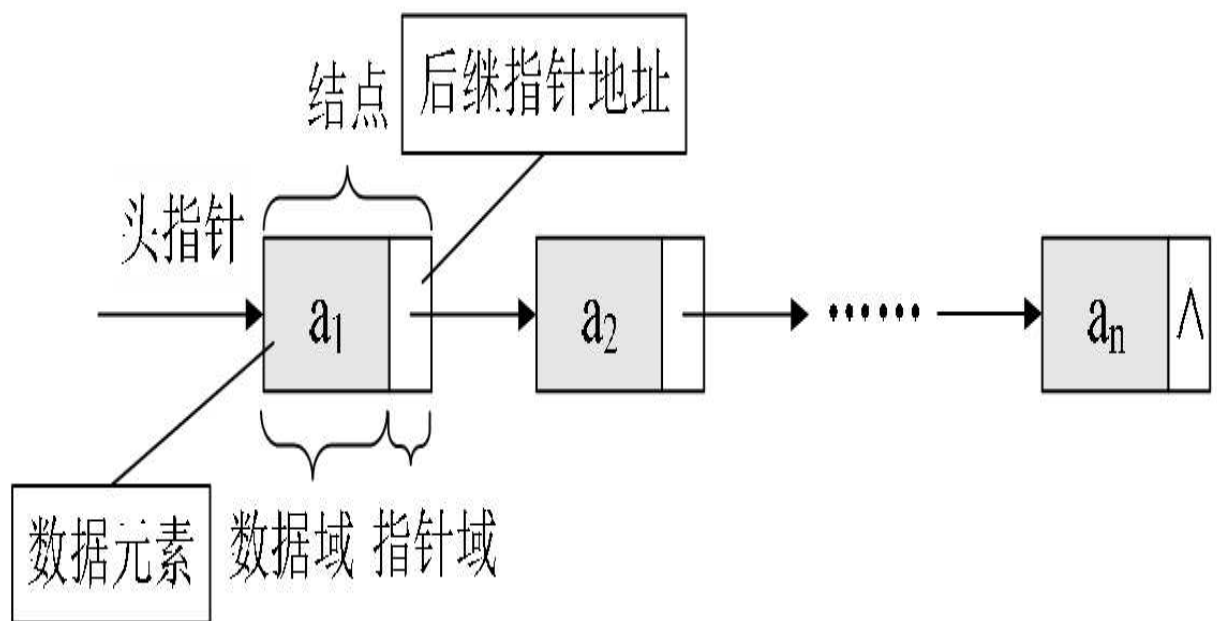 后继指针地址
结点
头指针
a₁ a₂ ...... aₙ ∧
数据元素 数据域 指针域